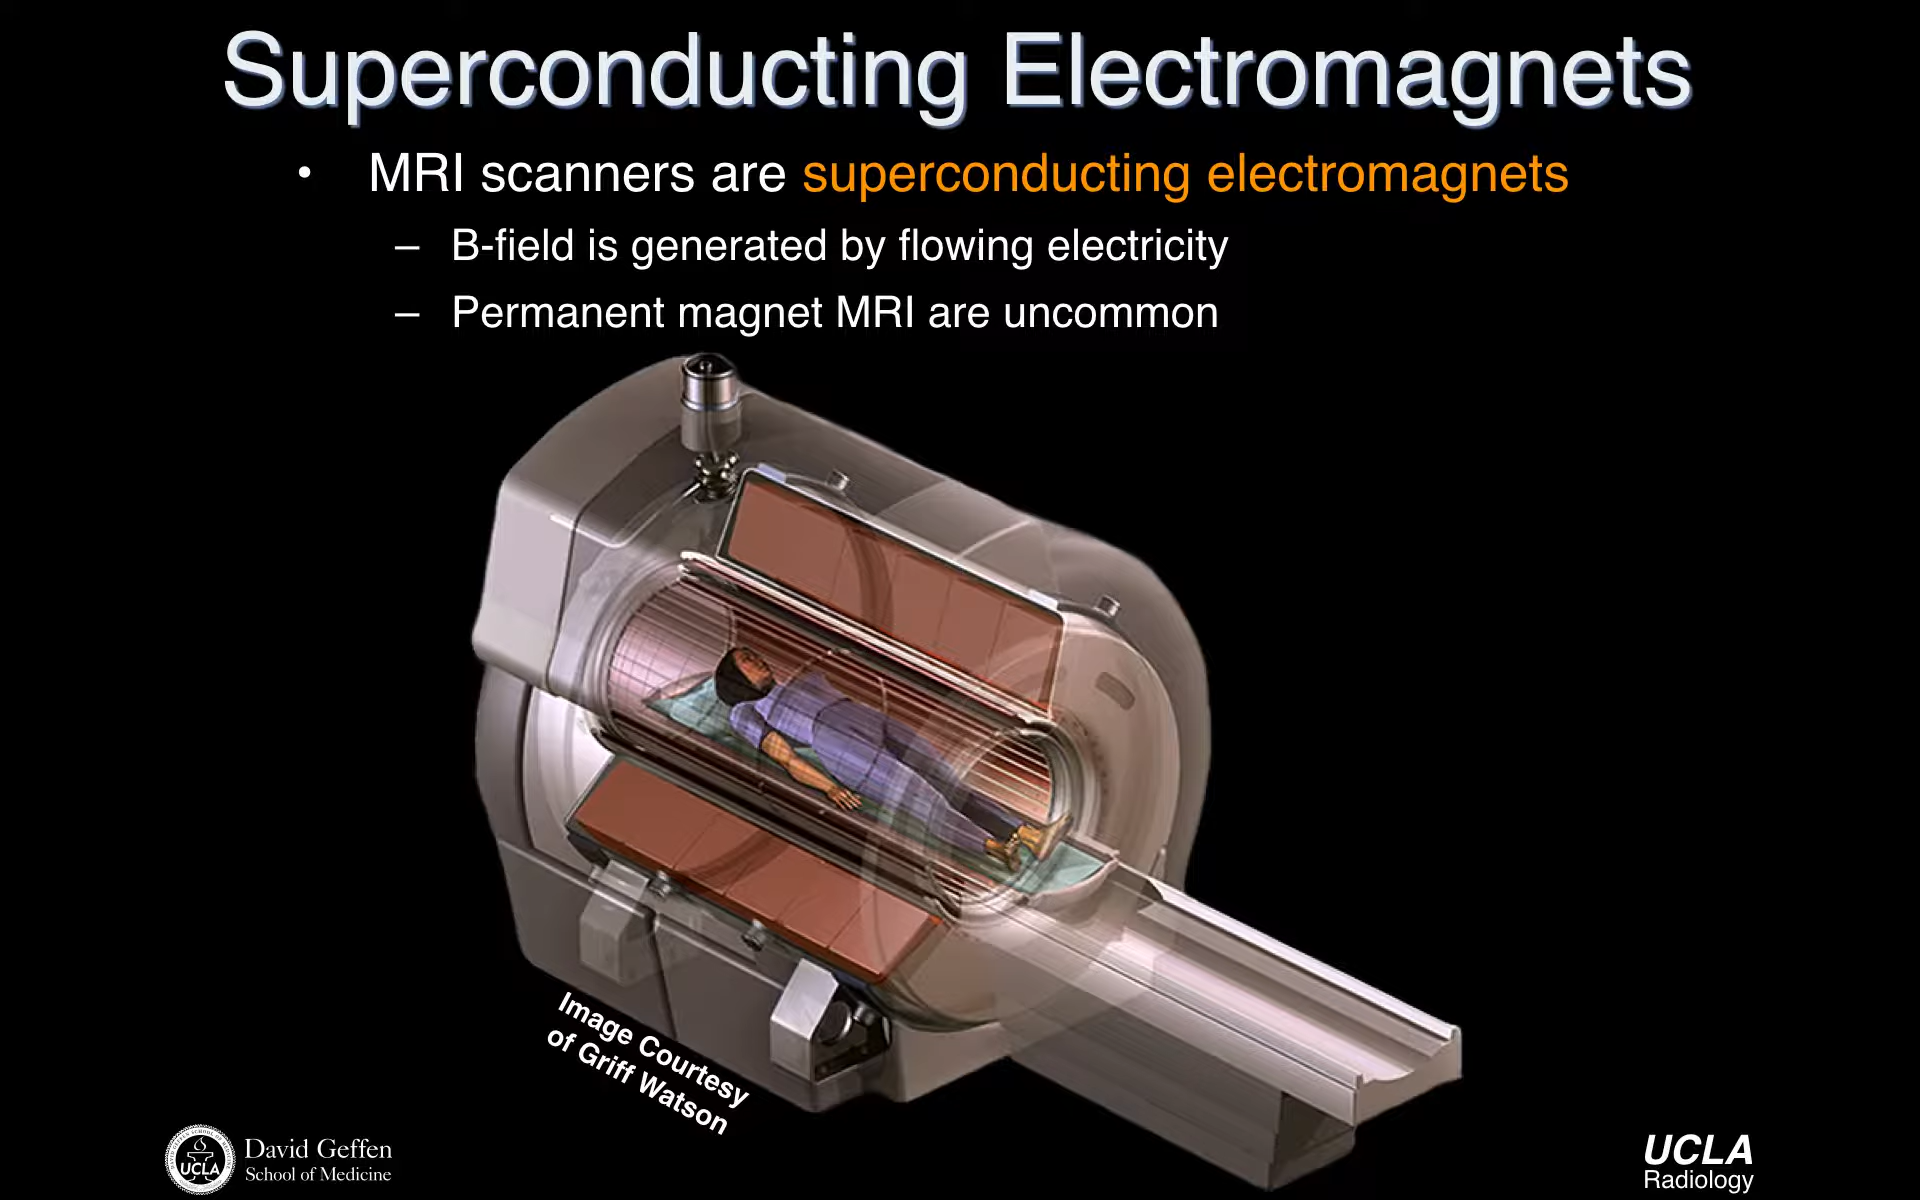 Superconducting Electromagnets
• MRI scanners are superconducting electromagnets
– B-field is generated by flowing electricity
– Permanent magnet MRI are uncommon
Image Courtesy
of Griff Watson
UCLA
David Geffen
School of Medicine
UCLA
Radiology